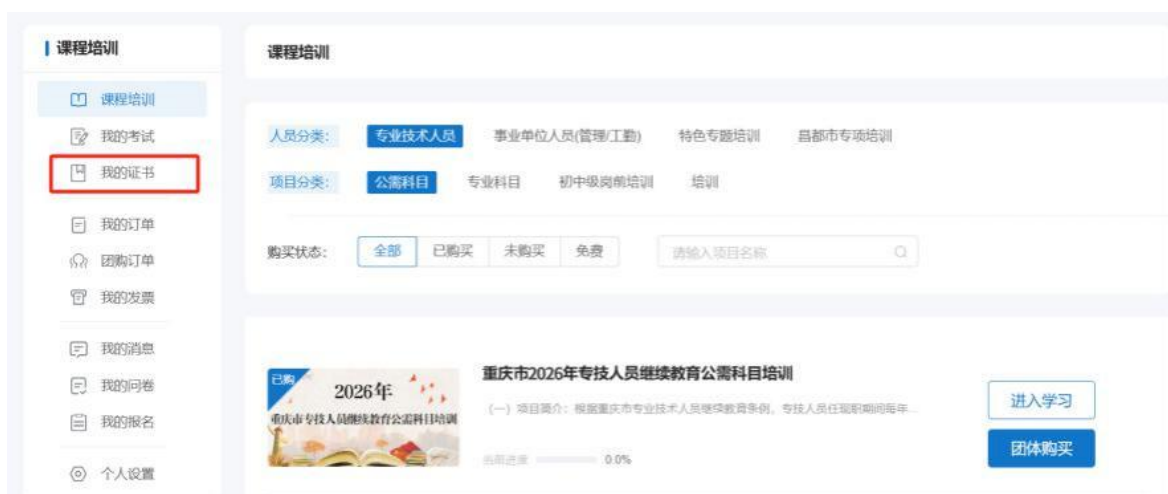 课程培训
课程培训
我的考试
我的证书
我的订单
团购订单
我的发票
我的消息
我的问卷
我的报名
个人设置
课程培训
人员分类: 专业技术人员 事业单位人员(管理/工勤) 特色专题培训 昌都市专项培训
项目分类: 公需科目 专业科目 初中级岗前培训 培训
购买状态: 全部 已购买 未购买 免费 请输入项目名称
已购
2026年
重庆市专技人员继续教育公需科目培训
重庆市2026年专技人员继续教育公需科目培训
(一) 项目简介:根据重庆市专业技术人员继续教育条例,专技人员任现职期间每年...
当前进度 0.0%
进入学习
团体购买